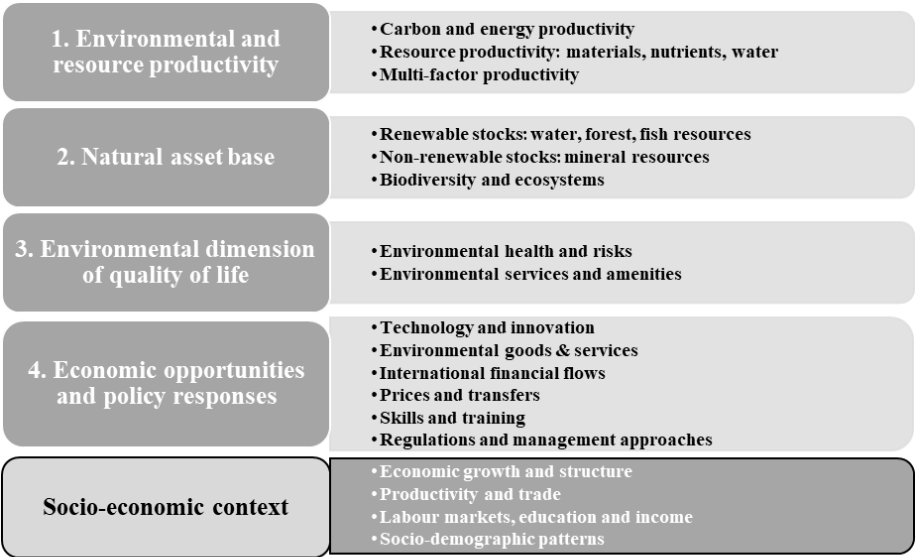 1. Environmental and
resource productivity
•Carbon and energy productivity
•Resource productivity: materials, nutrients, water
•Multi-factor productivity
2. Natural asset base
•Renewable stocks: water, forest, fish resources
•Non-renewable stocks: mineral resources
•Biodiversity and ecosystems
3. Environmental dimension
of quality of life
•Environmental health and risks
•Environmental services and amenities
4. Economic opportunities
and policy responses
•Technology and innovation
•Environmental goods & services
•International financial flows
•Prices and transfers
•Skills and training
•Regulations and management approaches
Socio-economic context
•Economic growth and structure
•Productivity and trade
•Labour markets, education and income
•Socio-demographic patterns